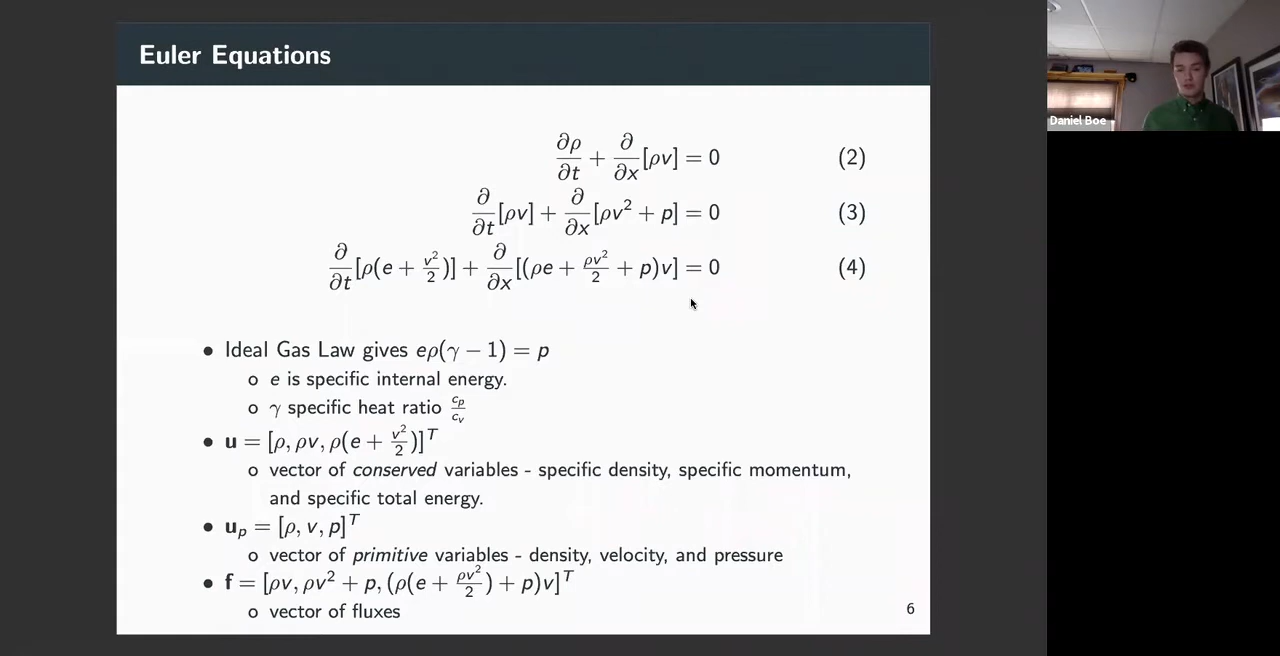 Euler Equations
∂ρ/∂t + ∂/∂x[ρv] = 0 (2)
∂/∂t[ρv] + ∂/∂x[ρv² + p] = 0 (3)
∂/∂t[ρ(e + v²/2)] + ∂/∂x[(ρe + ρv²/2 + p)v] = 0 (4)
• Ideal Gas Law gives eρ(γ − 1) = p
o e is specific internal energy.
o γ specific heat ratio c_p/c_v
• u = [ρ, ρv, ρ(e + v²/2)]ᵀ
o vector of conserved variables - specific density, specific momentum,
and specific total energy.
• u_p = [ρ, v, p]ᵀ
o vector of primitive variables - density, velocity, and pressure
• f = [ρv, ρv² + p, (ρ(e + ρv²/2) + p)v]ᵀ
o vector of fluxes
6
Daniel Boe